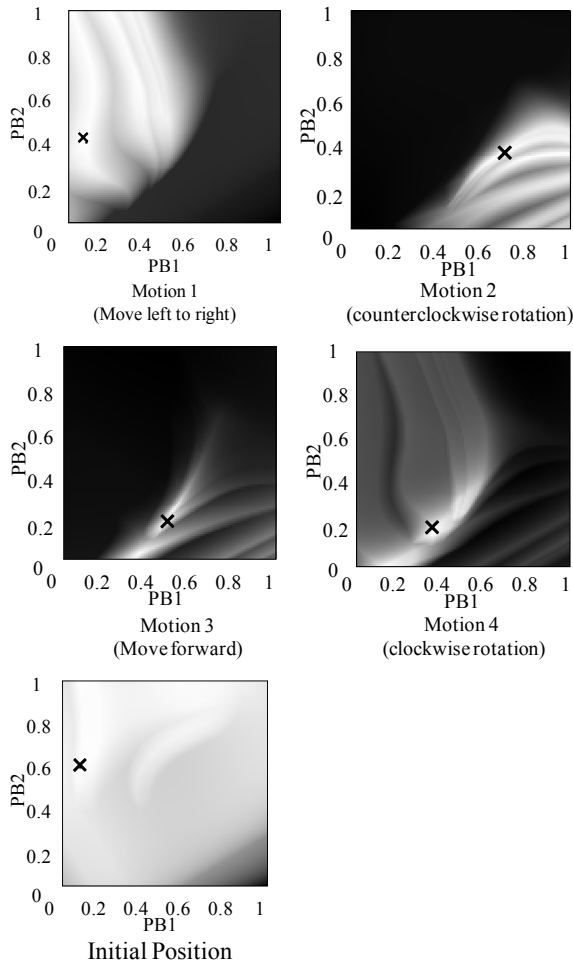 1
0.8
0.6
PB2
0.4
0.2
0
0 0.2 0.4 0.6 0.8 1
PB1
Motion 1
(Move left to right)
1
0.8
0.6
PB2
0.4
0.2
0
0 0.2 0.4 0.6 0.8 1
PB1
Motion 2
(counterclockwise rotation)
1
0.8
0.6
PB2
0.4
0.2
0
0.2 0.4 0.6 0.8 1
PB1
Motion 3
(Move forward)
1
0.8
0.6
PB2
0.4
0.2
0
0 0.2 0.4 0.6 0.8 1
PB1
Motion 4
(clockwise rotation)
1
0.8
0.6
PB2
0.4
0.2
0
0 0.2 0.4 0.6 0.8 1
PB1
Initial Position